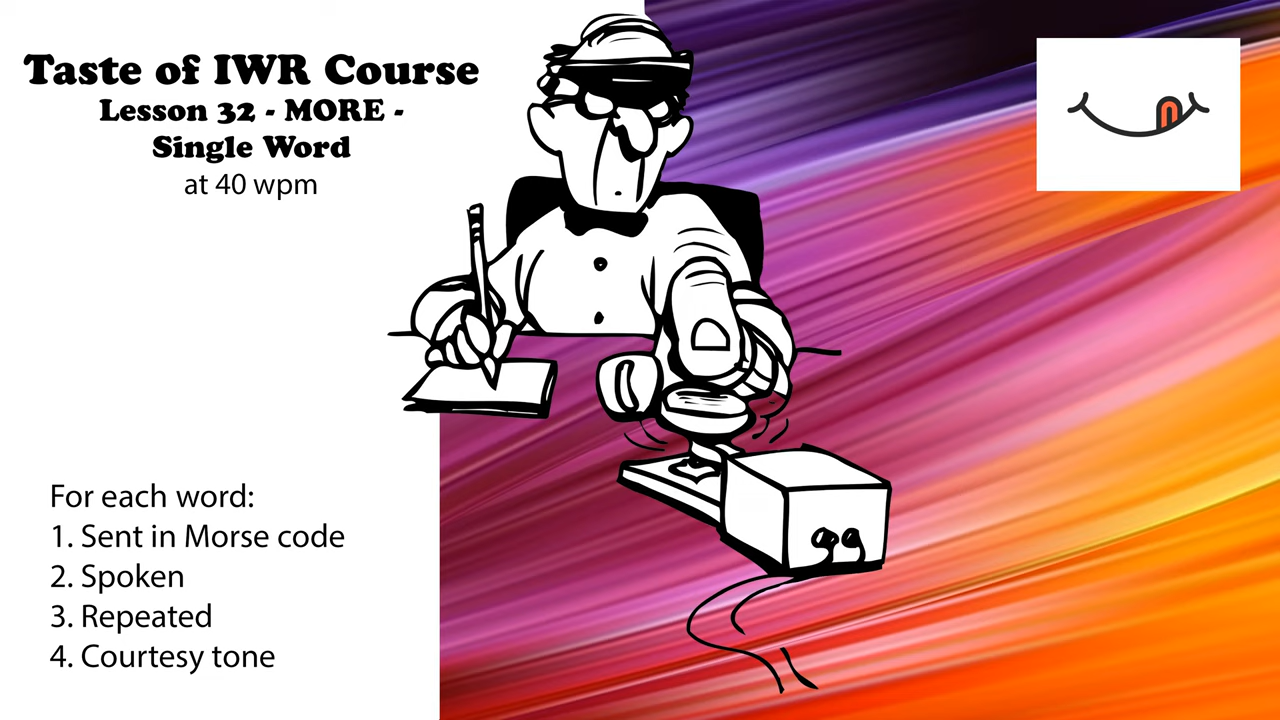 Taste of IWR Course
Lesson 32 - MORE -
Single Word
at 40 wpm
For each word:
1. Sent in Morse code
2. Spoken
3. Repeated
4. Courtesy tone